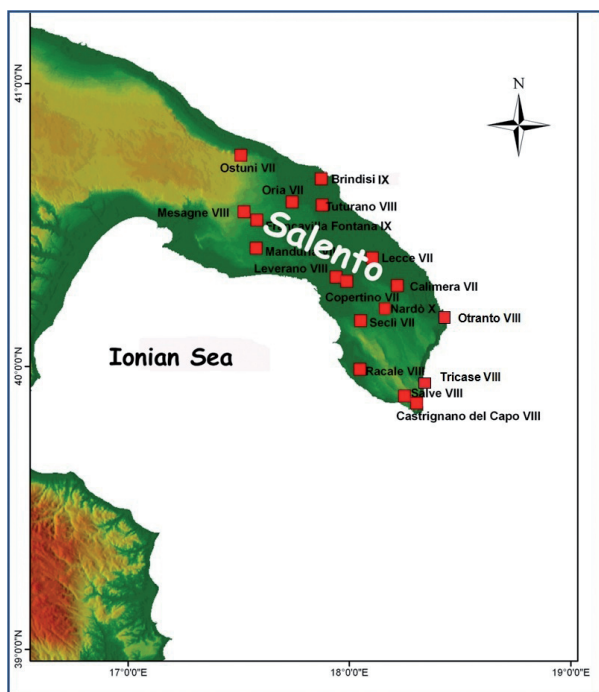 41°0'0"N
N
Ostuni VII
Brindisi IX
Oria VII
Tuturano VIII
Mesagne VIII
Francavilla Fontana IX
Salento
Manduria
Lecce VII
Leverano VIII
Calimera VII
Copertino VII
Nardò X
Otranto VIII
Seclì VII
40°0'0"N
Ionian Sea
Racale VIII
Tricase VIII
Salve VIII
Castrignano del Capo VIII
39°0'0"N
17°0'0"E
18°0'0"E
19°0'0"E